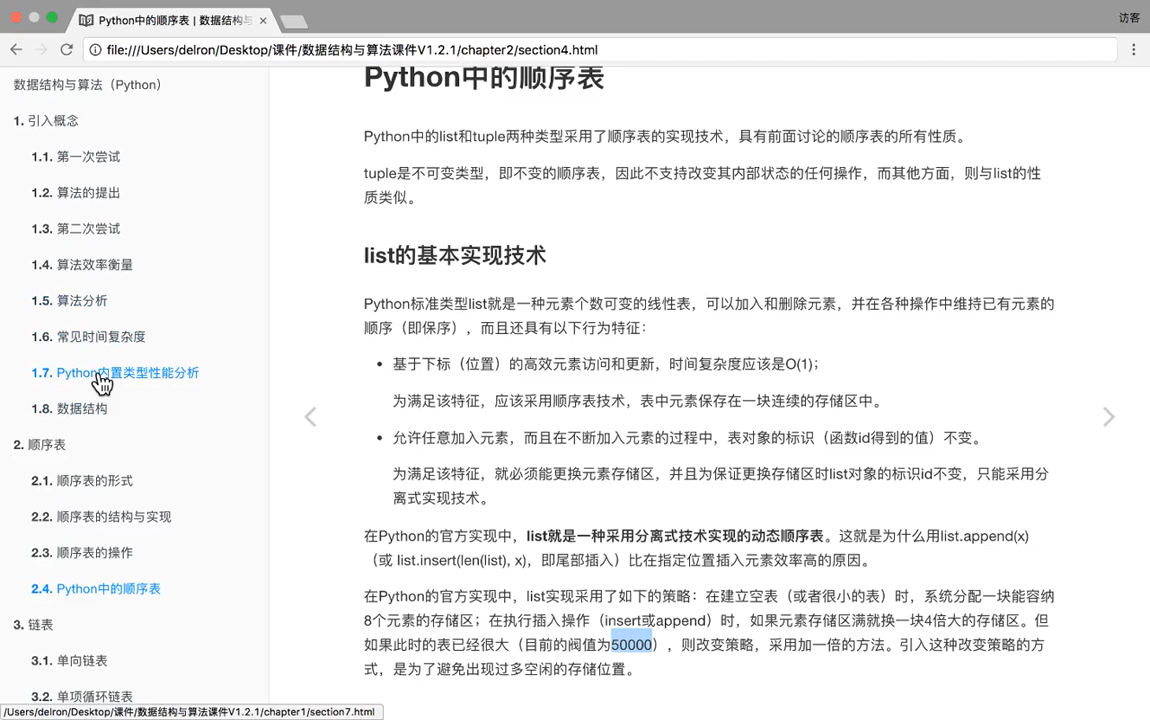 Python中的顺序表 | 数据结构与
访客
file:///Users/delron/Desktop/课件/数据结构与算法课件V1.2.1/chapter2/section4.html
数据结构与算法（Python）
1. 引入概念
1.1. 第一次尝试
1.2. 算法的提出
1.3. 第二次尝试
1.4. 算法效率衡量
1.5. 算法分析
1.6. 常见时间复杂度
1.7. Python内置类型性能分析
1.8. 数据结构
2. 顺序表
2.1. 顺序表的形式
2.2. 顺序表的结构与实现
2.3. 顺序表的操作
2.4. Python中的顺序表
3. 链表
3.1. 单向链表
3.2. 单项循环链表
/Users/delron/Desktop/课件/数据结构与算法课件V1.2.1/chapter1/section7.html
Python中的顺序表
Python中的list和tuple两种类型采用了顺序表的实现技术，具有前面讨论的顺序表的所有性质。
tuple是不可变类型，即不变的顺序表，因此不支持改变其内部状态的任何操作，而其他方面，则与list的性
质类似。
list的基本实现技术
Python标准类型list就是一种元素个数可变的线性表，可以加入和删除元素，并在各种操作中维持已有元素的
顺序（即保序），而且还具有以下行为特征：
• 基于下标（位置）的高效元素访问和更新，时间复杂度应该是O(1)；
为满足该特征，应该采用顺序表技术，表中元素保存在一块连续的存储区中。
• 允许任意加入元素，而且在不断加入元素的过程中，表对象的标识（函数id得到的值）不变。
为满足该特征，就必须能更换元素存储区，并且为保证更换存储区时list对象的标识id不变，只能采用分
离式实现技术。
在Python的官方实现中，list就是一种采用分离式技术实现的动态顺序表。这就是为什么用list.append(x)
（或 list.insert(len(list), x)，即尾部插入）比在指定位置插入元素效率高的原因。
在Python的官方实现中，list实现采用了如下的策略：在建立空表（或者很小的表）时，系统分配一块能容纳
8个元素的存储区；在执行插入操作（insert或append）时，如果元素存储区满就换一块4倍大的存储区。但
如果此时的表已经很大（目前的阀值为50000），则改变策略，采用加一倍的方法。引入这种改变策略的方
式，是为了避免出现过多空闲的存储位置。